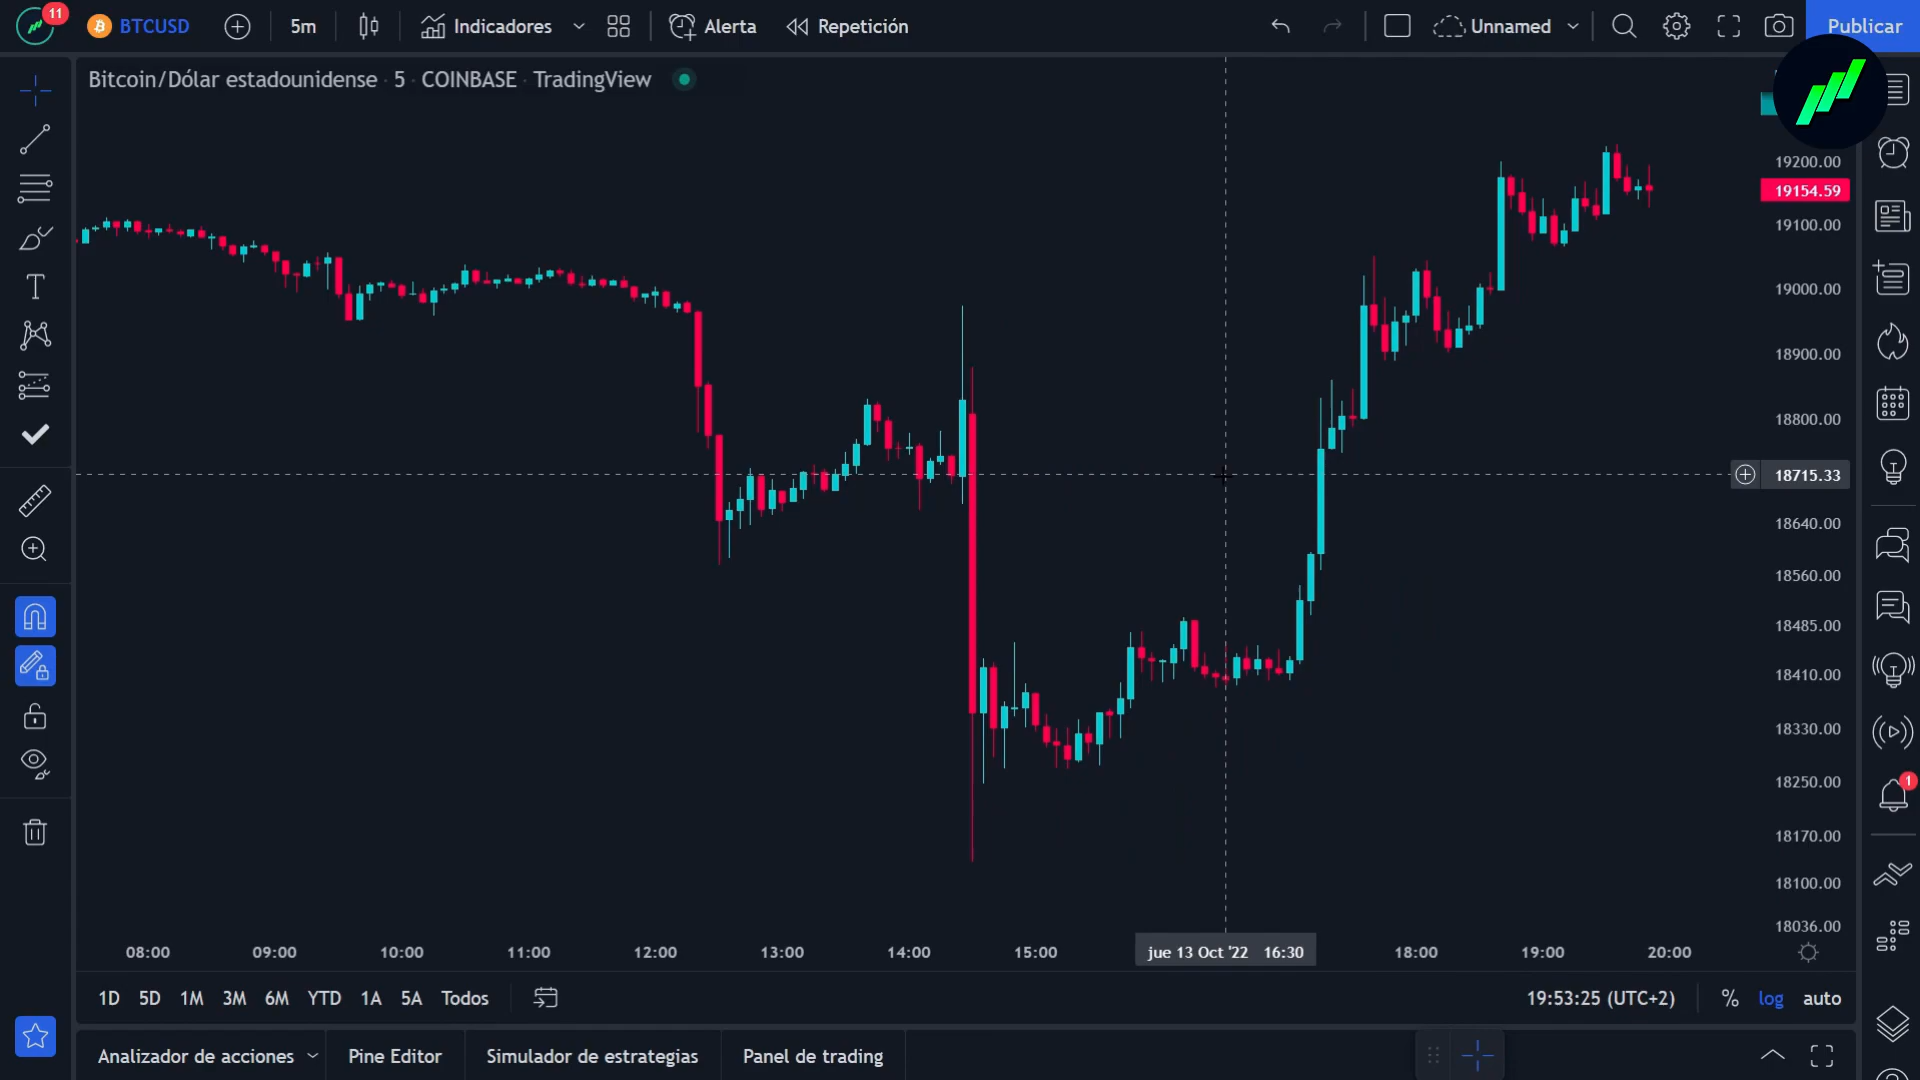 11
BTCUSD
5m
Indicadores
Alerta
Repetición
Unnamed
Publicar
Bitcoin/Dólar estadounidense · 5 · COINBASE · TradingView
19200.00
19154.59
19100.00
19000.00
18900.00
18800.00
18715.33
18640.00
18560.00
18485.00
18410.00
18330.00
18250.00
1
18170.00
18100.00
18036.00
08:00 09:00 10:00 11:00 12:00 13:00 14:00 15:00 jue 13 Oct '22 16:30 18:00 19:00 20:00
1D 5D 1M 3M 6M YTD 1A 5A Todos
19:53:25 (UTC+2) % log auto
Analizador de acciones Pine Editor Simulador de estrategias Panel de trading